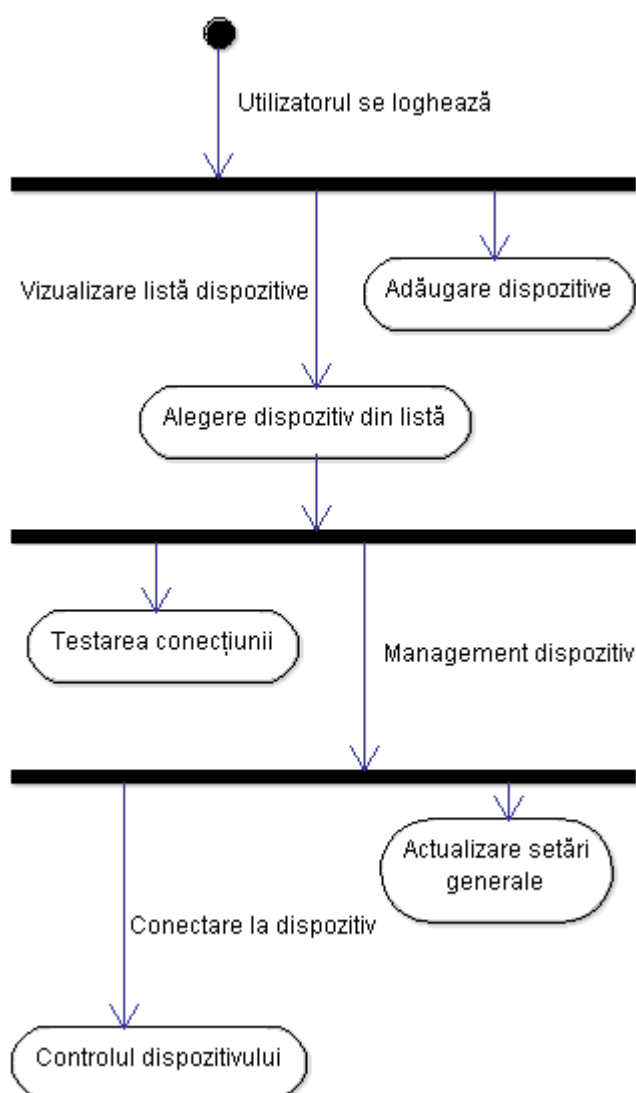 Utilizatorul se loghează
Vizualizare listă dispozitive
Adăugare dispozitive
Alegere dispozitiv din listă
Testarea conecțiunii
Management dispozitiv
Actualizare setări
generale
Conectare la dispozitiv
Controlul dispozitivului